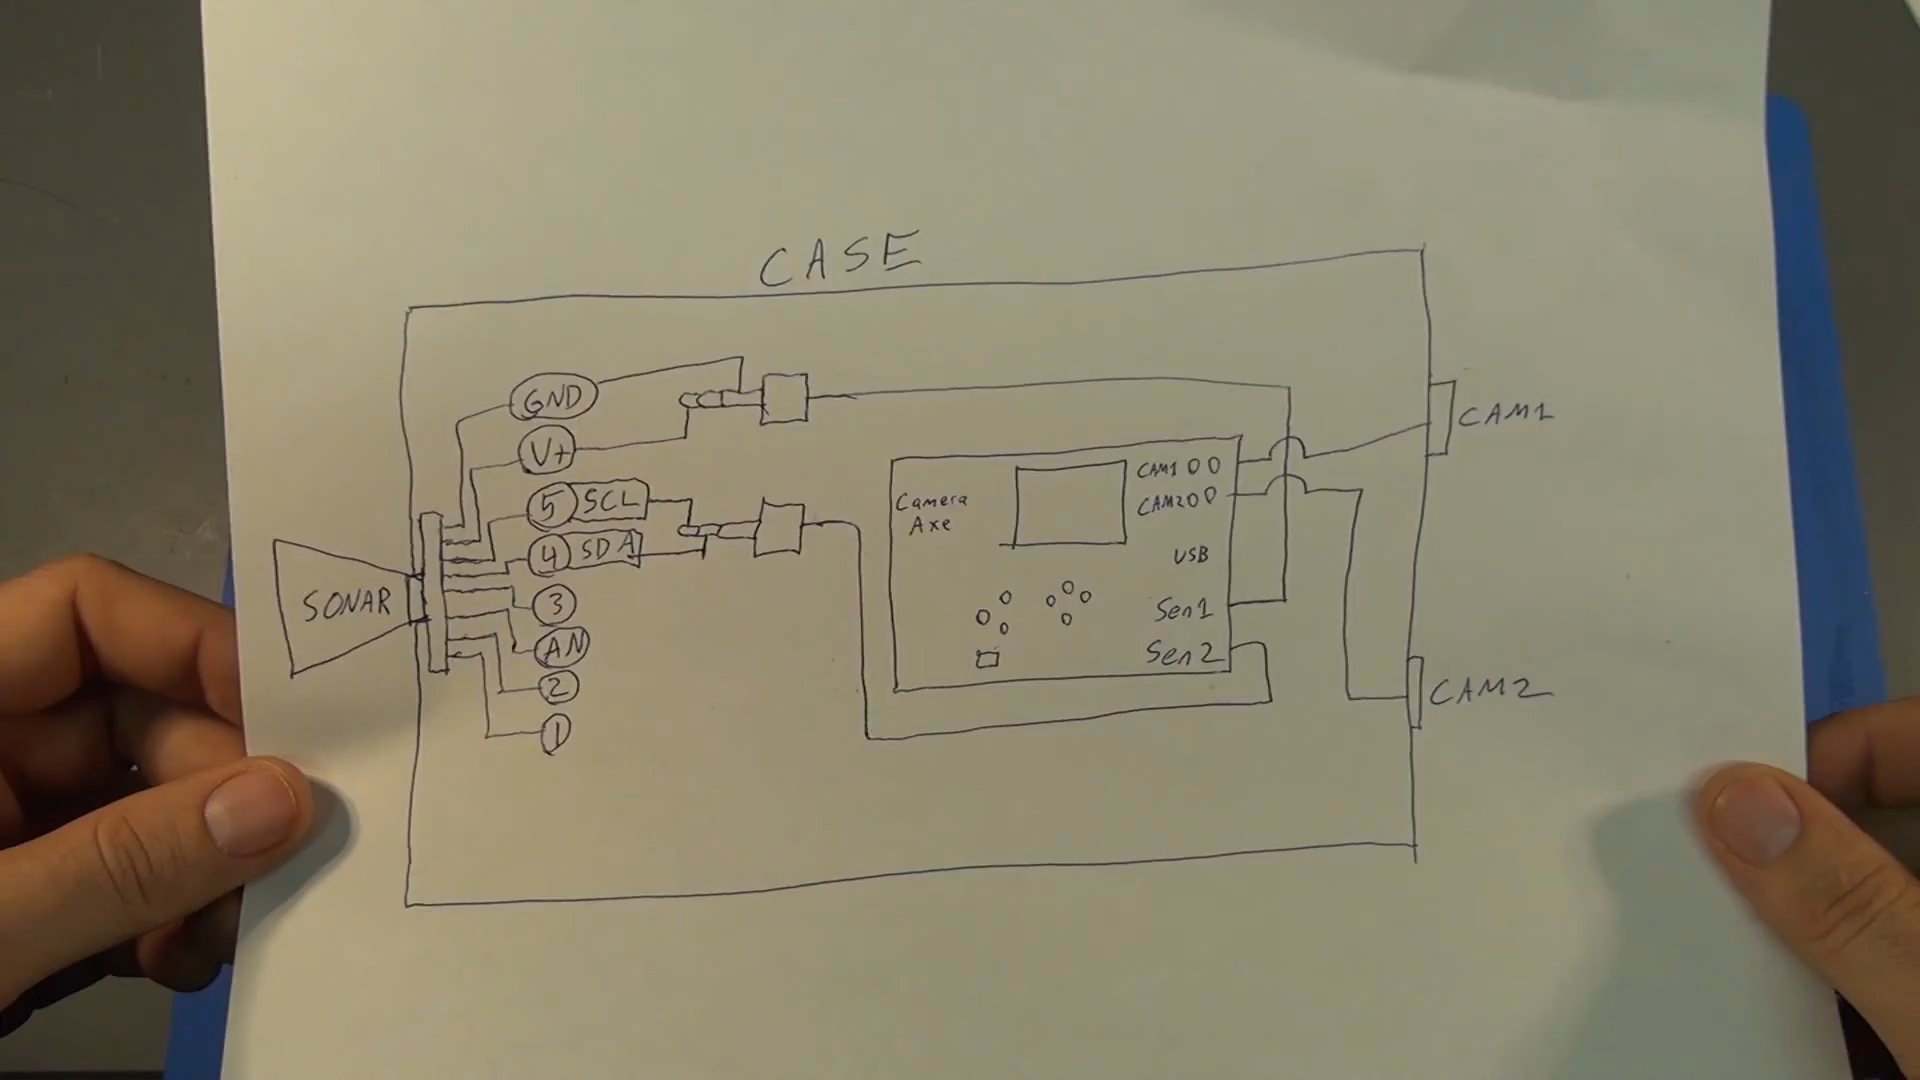 CASE
GND
V+
5 SCL
4 SDA
3
AN
2
1
SONAR
Camera
Axe
CAM1
CAM2
USB
Sen1
Sen2
CAM1
CAM2